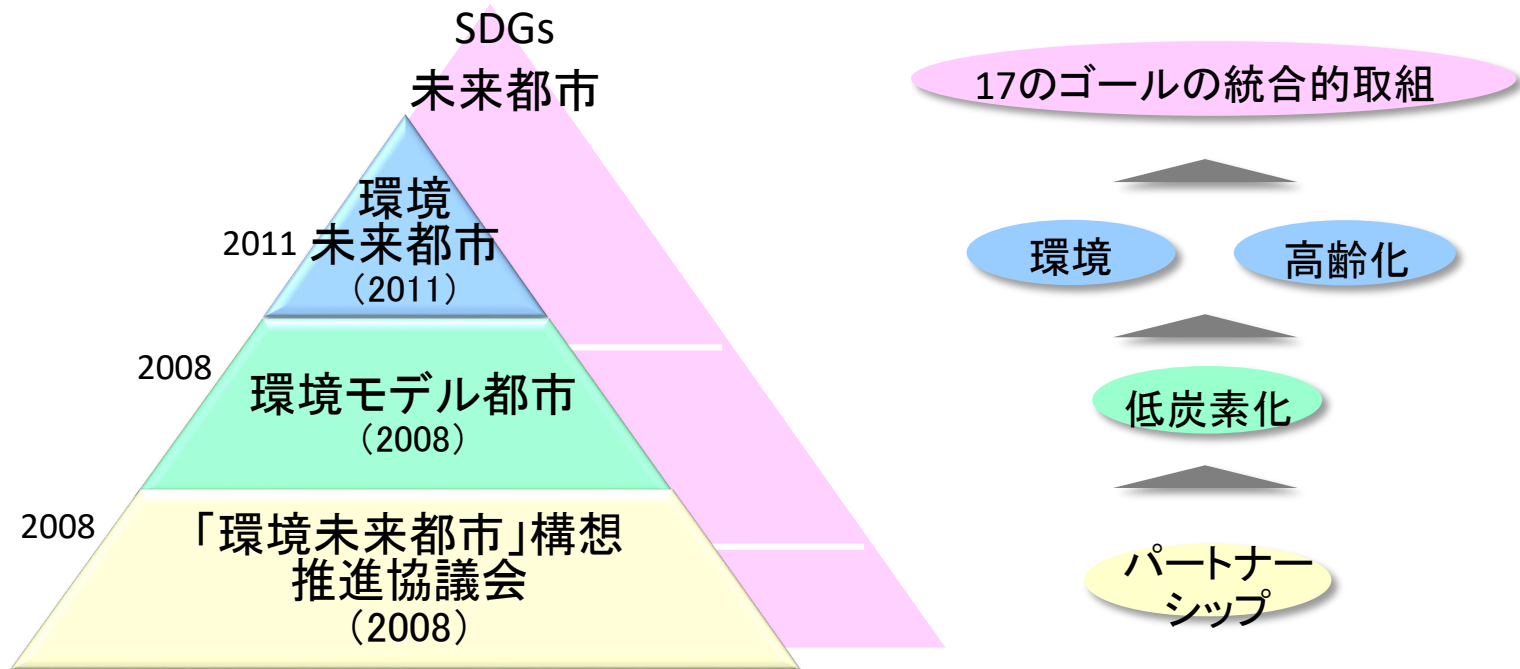 SDGs
未来都市
環境
未来都市
（2011）
2011
環境モデル都市
（2008）
2008
「環境未来都市」構想
推進協議会
（2008）
2008
17のゴールの統合的取組
環境
高齢化
低炭素化
パートナー
シップ